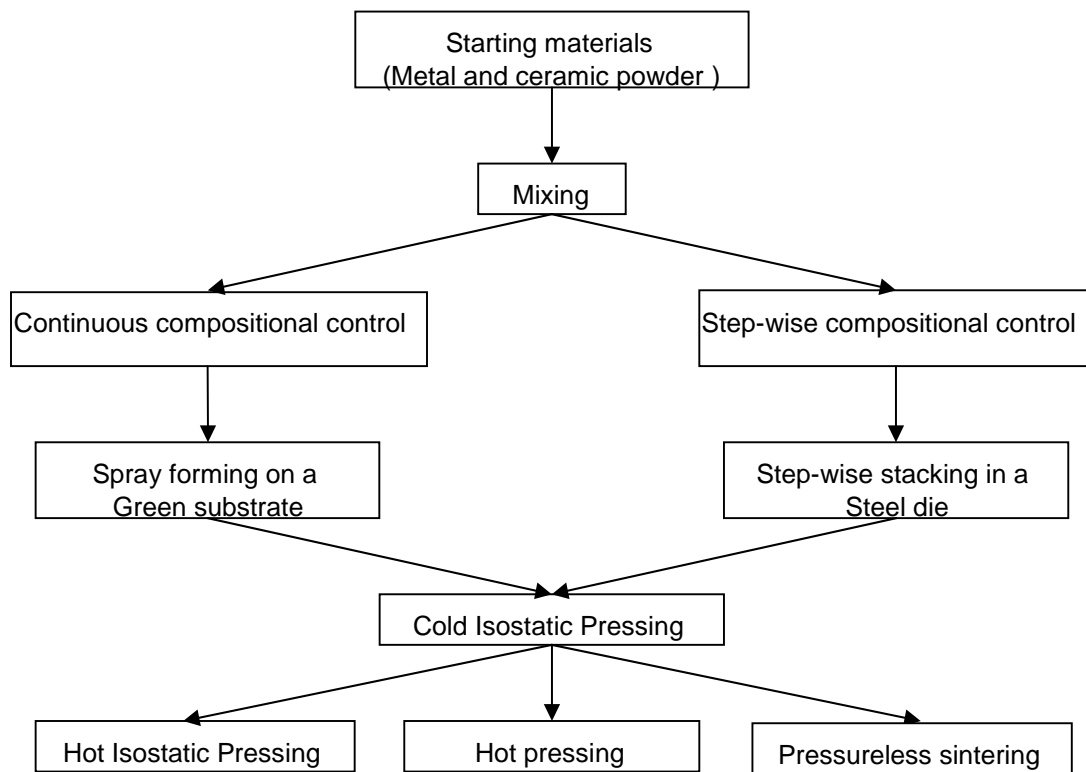 Starting materials
(Metal and ceramic powder )
Mixing
Continuous compositional control
Step-wise compositional control
Spray forming on a
Green substrate
Step-wise stacking in a
Steel die
Cold Isostatic Pressing
Hot Isostatic Pressing
Hot pressing
Pressureless sintering